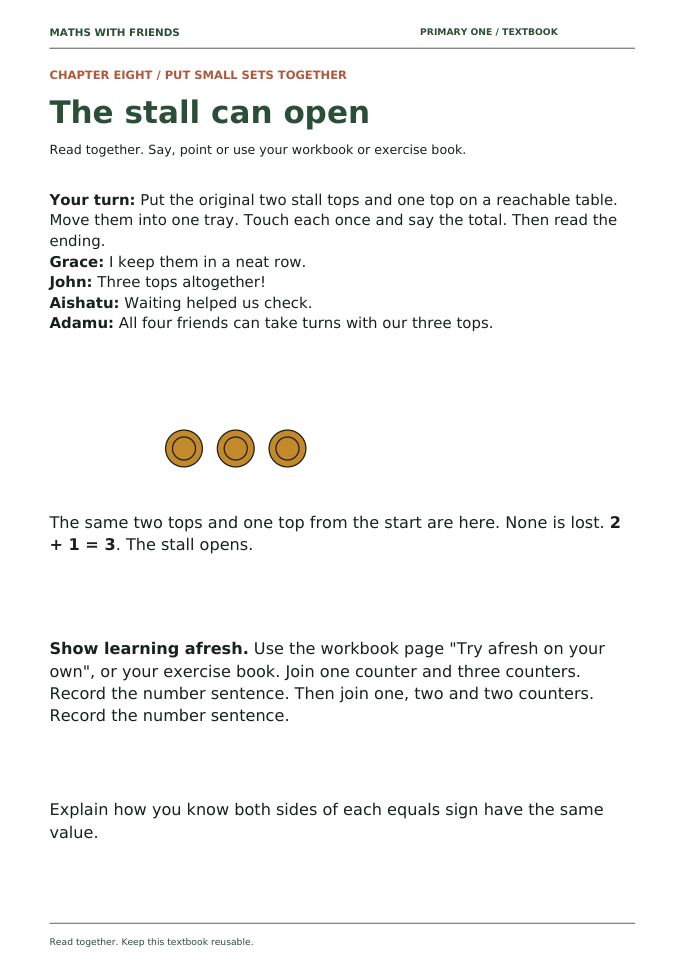 MATHS WITH FRIENDS
PRIMARY ONE / TEXTBOOK
CHAPTER EIGHT / PUT SMALL SETS TOGETHER
The stall can open
Read together. Say, point or use your workbook or exercise book.
Your turn: Put the original two stall tops and one top on a reachable table.
Move them into one tray. Touch each once and say the total. Then read the
ending.
Grace: I keep them in a neat row.
John: Three tops altogether!
Aishatu: Waiting helped us check.
Adamu: All four friends can take turns with our three tops.
The same two tops and one top from the start are here. None is lost. 2
+ 1 = 3. The stall opens.
Show learning afresh. Use the workbook page "Try afresh on your
own", or your exercise book. Join one counter and three counters.
Record the number sentence. Then join one, two and two counters.
Record the number sentence.
Explain how you know both sides of each equals sign have the same
value.
Read together. Keep this textbook reusable.